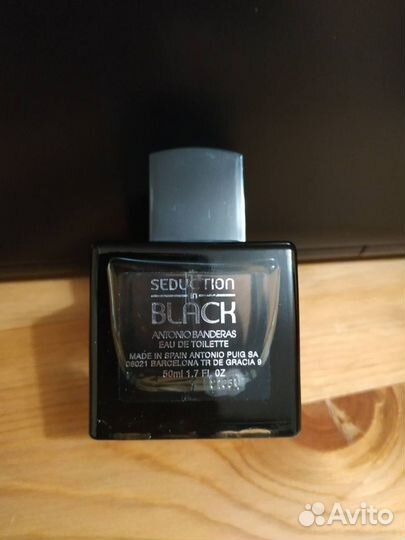 SEDUCTION
in
BLACK
ANTONIO BANDERAS
EAU DE TOILETTE
MADE IN SPAIN ANTONIO PUIG SA
08021 BARCELONA TR DE GRACIA 9
50ml 1.7 FL OZ
Avito